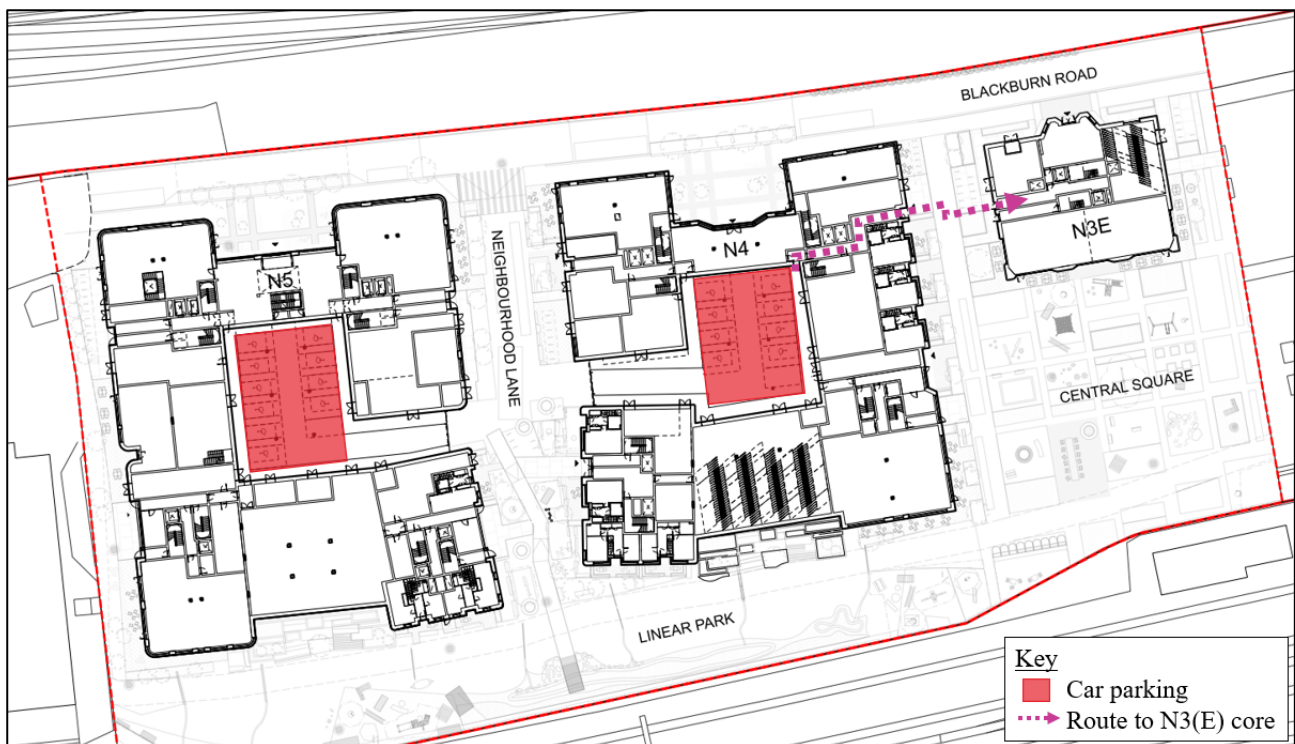 BLACKBURN ROAD
N3E
N4
N5
NEIGHBOURHOOD LANE
CENTRAL SQUARE
LINEAR PARK
Key
Car parking
Route to N3(E) core